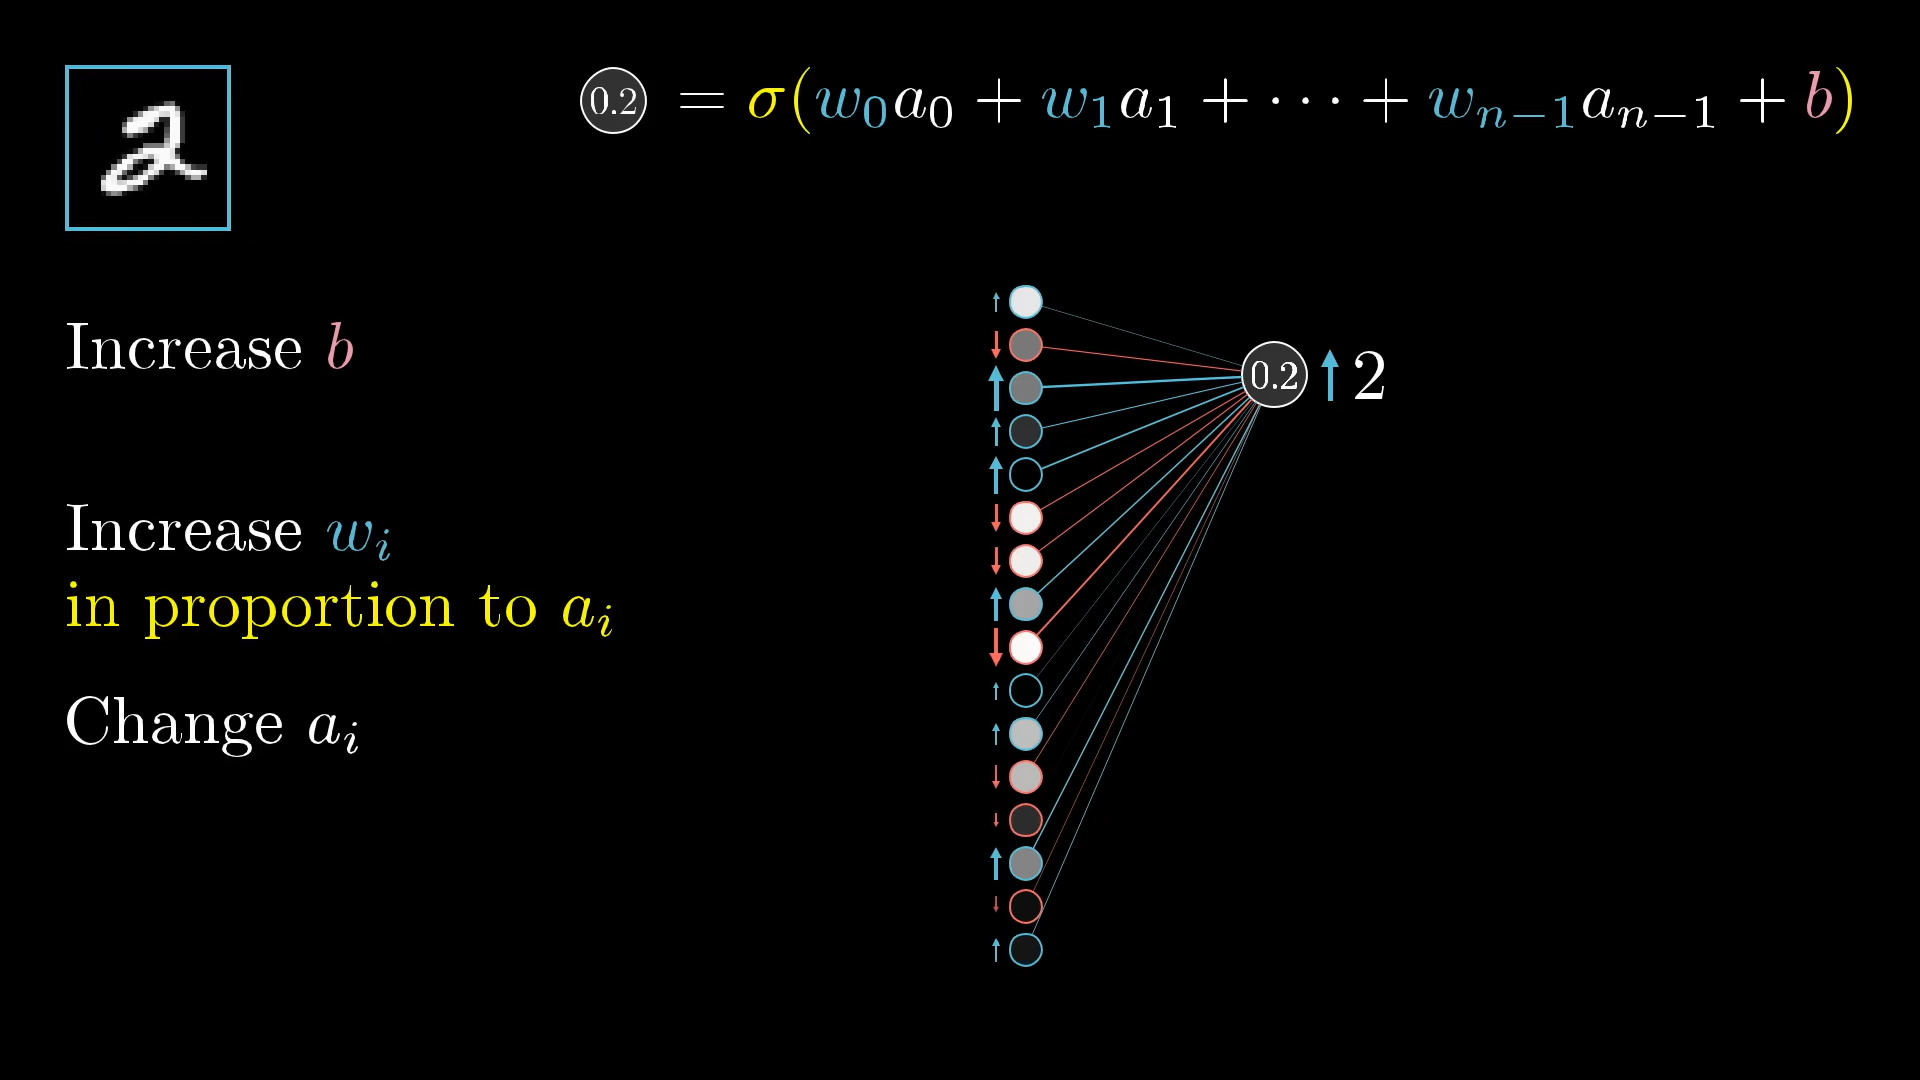 2
0.2 = σ(w₀a₀ + w₁a₁ + ⋯ + wₙ₋₁aₙ₋₁ + b)
Increase b
0.2 2
Increase wᵢ
in proportion to aᵢ
Change aᵢ